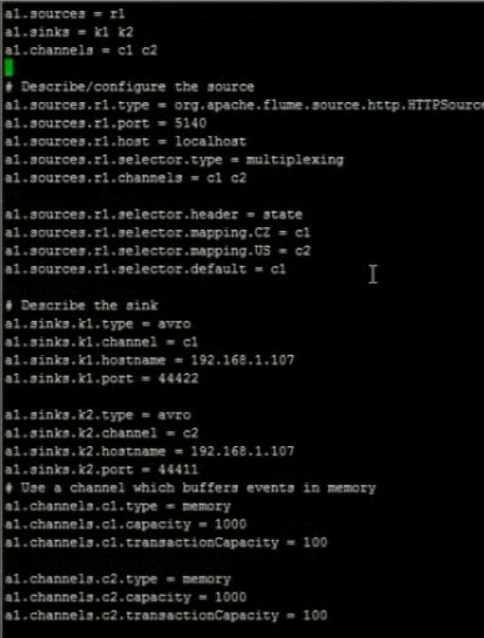 a1.sources = r1
a1.sinks = k1 k2
a1.channels = c1 c2
# Describe/configure the source
a1.sources.r1.type = org.apache.flume.source.http.HTTPSource
a1.sources.r1.port = 5140
a1.sources.r1.host = localhost
a1.sources.r1.selector.type = multiplexing
a1.sources.r1.channels = c1 c2
a1.sources.r1.selector.header = state
a1.sources.r1.selector.mapping.CZ = c1
a1.sources.r1.selector.mapping.US = c2
a1.sources.r1.selector.default = c1
# Describe the sink
a1.sinks.k1.type = avro
a1.sinks.k1.channel = c1
a1.sinks.k1.hostname = 192.168.1.107
a1.sinks.k1.port = 44422
a1.sinks.k2.type = avro
a1.sinks.k2.channel = c2
a1.sinks.k2.hostname = 192.168.1.107
a1.sinks.k2.port = 44411
# Use a channel which buffers events in memory
a1.channels.c1.type = memory
a1.channels.c1.capacity = 1000
a1.channels.c1.transactionCapacity = 100
a1.channels.c2.type = memory
a1.channels.c2.capacity = 1000
a1.channels.c2.transactionCapacity = 100